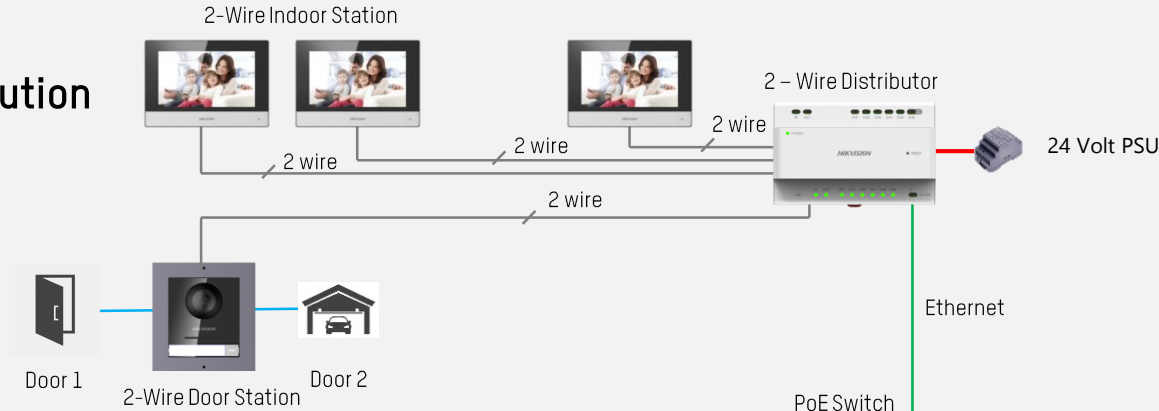 2-Wire Indoor Station
ution
2 – Wire Distributor
2 wire
2 wire
2 wire
HIKVISION
24 Volt PSU
2 wire
Ethernet
Door 1
2-Wire Door Station
Door 2
PoE Switch